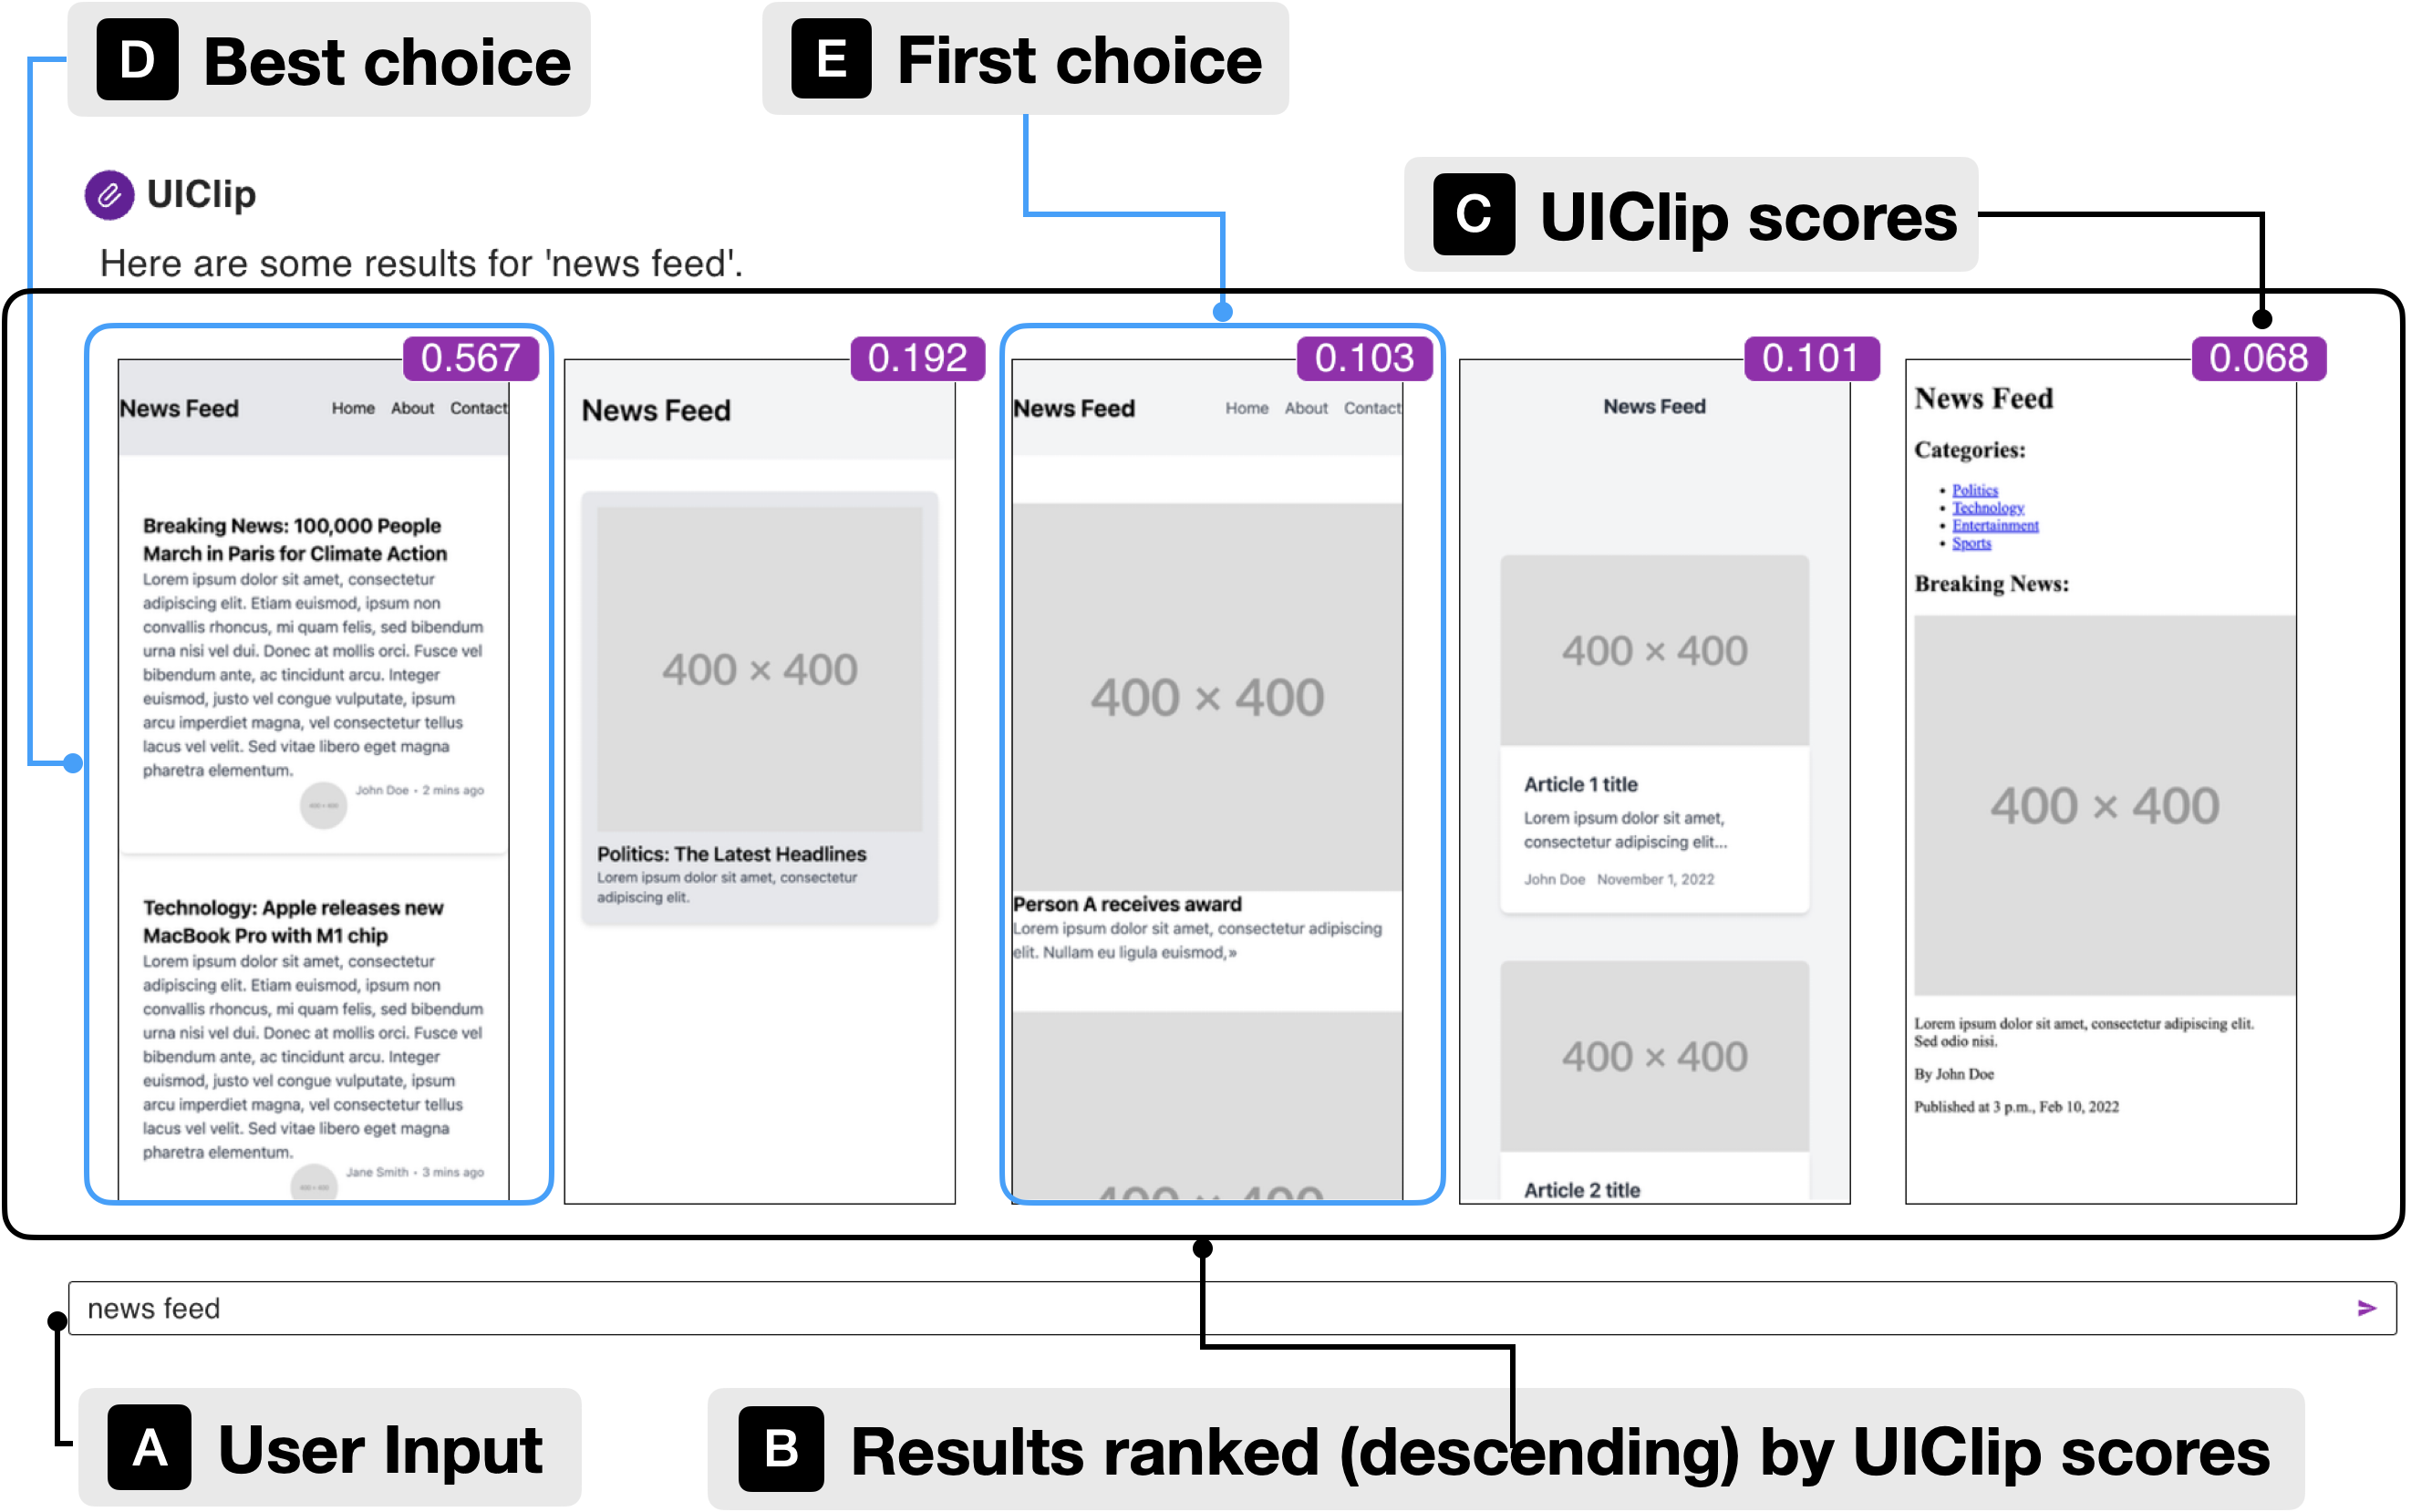 D Best choice
E First choice
UIClip
C UIClip scores
Here are some results for 'news feed'.
0.567
News Feed Home About Contact
Breaking News: 100,000 People
March in Paris for Climate Action
Lorem ipsum dolor sit amet, consectetur
adipiscing elit. Etiam euismod, ipsum non
convallis rhoncus, mi quam felis, sed bibendum
urna nisi vel dui. Donec at mollis orci. Fusce vel
bibendum ante, ac tincidunt arcu. Integer
euismod, justo vel congue vulputate, ipsum
arcu imperdiet magna, vel consectetur tellus
lacus vel velit. Sed vitae libero eget magna
pharetra elementum.
John Doe • 2 mins ago
Technology: Apple releases new
MacBook Pro with M1 chip
Lorem ipsum dolor sit amet, consectetur
adipiscing elit. Etiam euismod, ipsum non
convallis rhoncus, mi quam felis, sed bibendum
urna nisi vel dui. Donec at mollis orci. Fusce vel
bibendum ante, ac tincidunt arcu. Integer
euismod, justo vel congue vulputate, ipsum
arcu imperdiet magna, vel consectetur tellus
lacus vel velit. Sed vitae libero eget magna
pharetra elementum.
Jane Smith • 3 mins ago
0.192
News Feed
400 × 400
Politics: The Latest Headlines
Lorem ipsum dolor sit amet, consectetur
adipiscing elit.
0.103
News Feed Home About Contact
400 × 400
Person A receives award
Lorem ipsum dolor sit amet, consectetur adipiscing
elit. Nullam eu ligula euismod,»
400 × 400
0.101
News Feed
400 × 400
Article 1 title
Lorem ipsum dolor sit amet,
consectetur adipiscing elit...
John Doe November 1, 2022
400 × 400
Article 2 title
0.068
News Feed
Categories:
• Politics
• Technology
• Entertainment
• Sports
Breaking News:
400 × 400
Lorem ipsum dolor sit amet, consectetur adipiscing elit.
Sed odio nisi.
By John Doe
Published at 3 p.m., Feb 10, 2022
news feed
A User Input
B Results ranked (descending) by UIClip scores